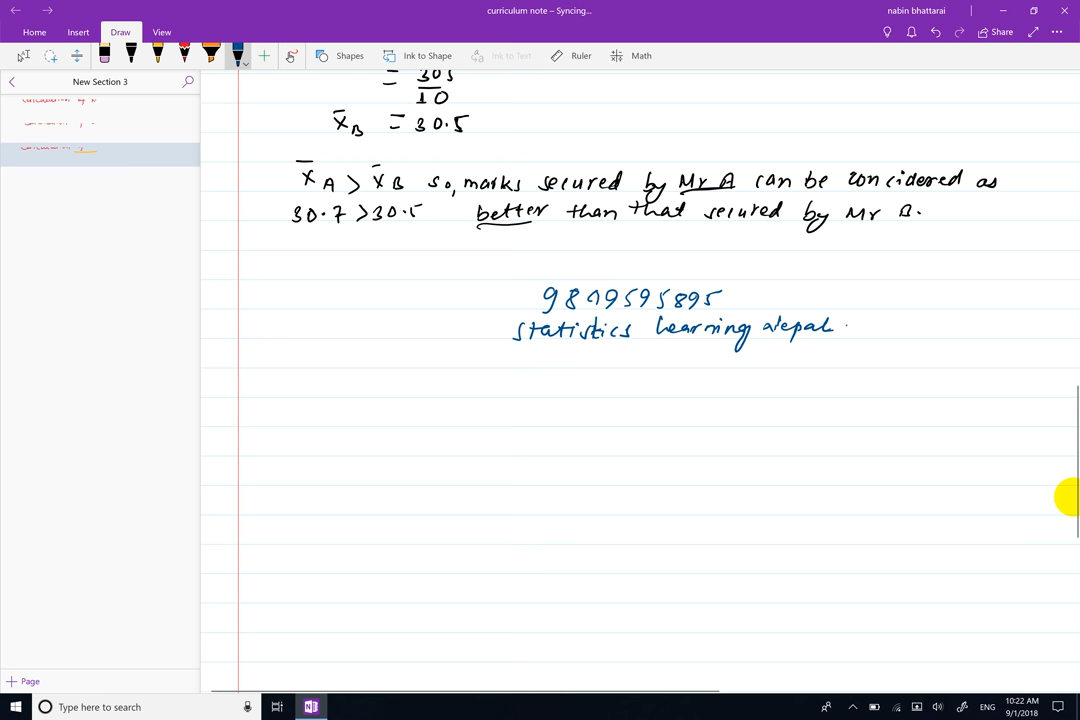 curriculum note – Syncing...
nabin bhattarai
Home Insert Draw View
Share
Shapes Ink to Shape Ink to Text Ruler Math
New Section 3
= 305
10
x̄B = 30.5
x̄A > x̄B so, marks secured by Mr A can be concidered as
30.7 > 30.5 better than that secured by Mr B.
9849595895
statistics learning Nepal.
Page
Type here to search
ENG
10:22 AM
9/1/2018